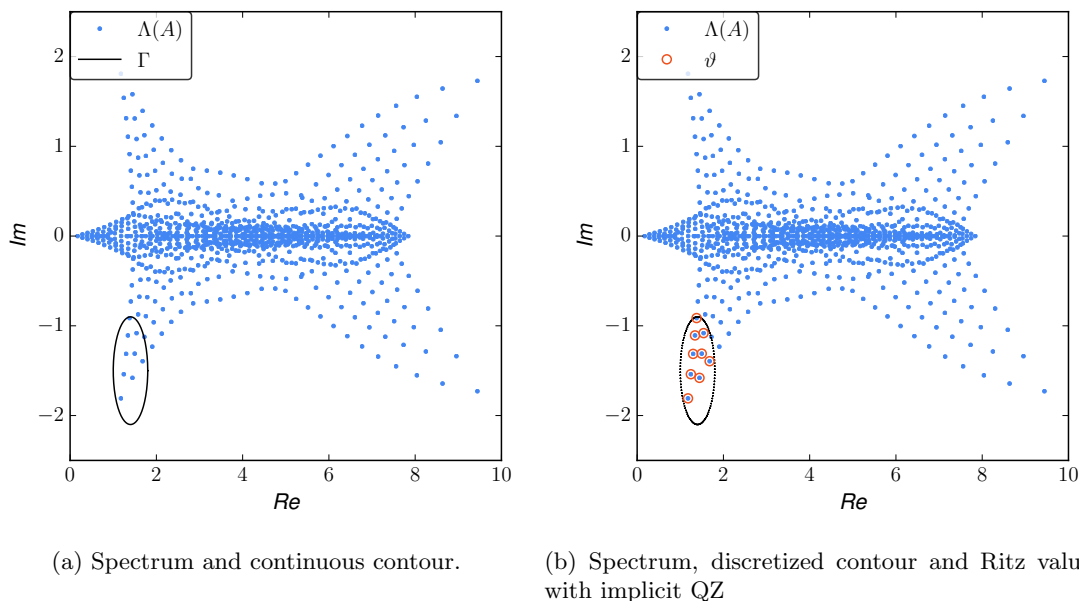 2
1
0
−1
−2
Im
0 2 4 6 8 10
Re
Λ(A)
Γ
(a) Spectrum and continuous contour.
2
1
0
−1
−2
Im
0 2 4 6 8 10
Re
Λ(A)
ϑ
(b) Spectrum, discretized contour and Ritz valu
with implicit QZ